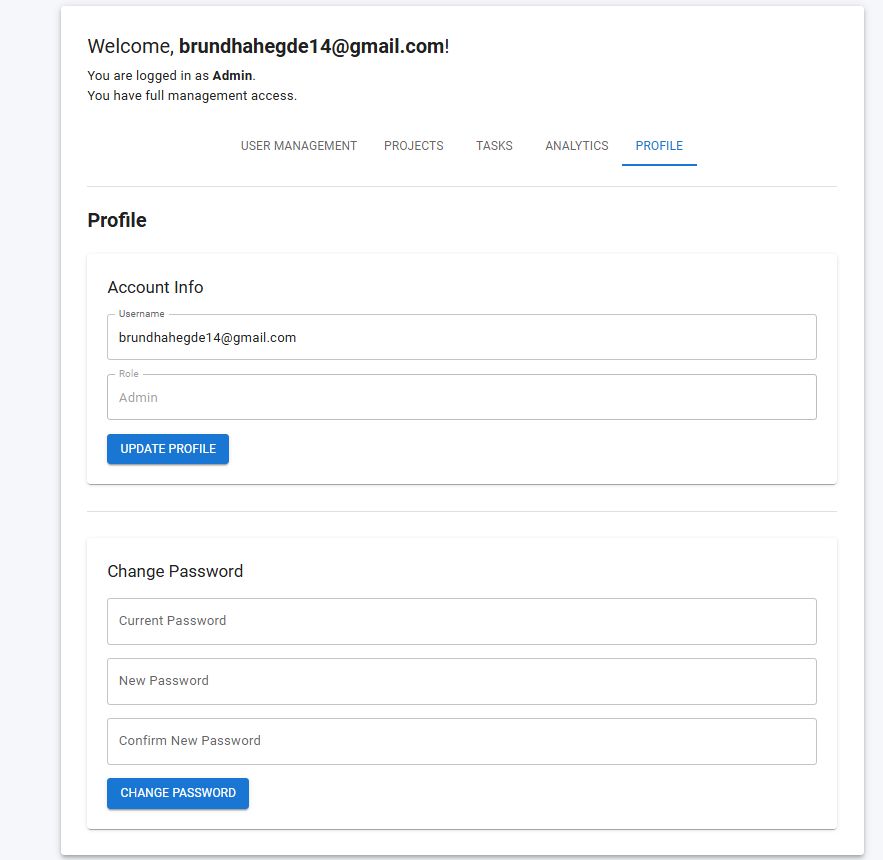 Welcome, brundhahegde14@gmail.com!
You are logged in as Admin.
You have full management access.
USER MANAGEMENT PROJECTS TASKS ANALYTICS PROFILE
Profile
Account Info
Username
brundhahegde14@gmail.com
Role
Admin
UPDATE PROFILE
Change Password
Current Password
New Password
Confirm New Password
CHANGE PASSWORD